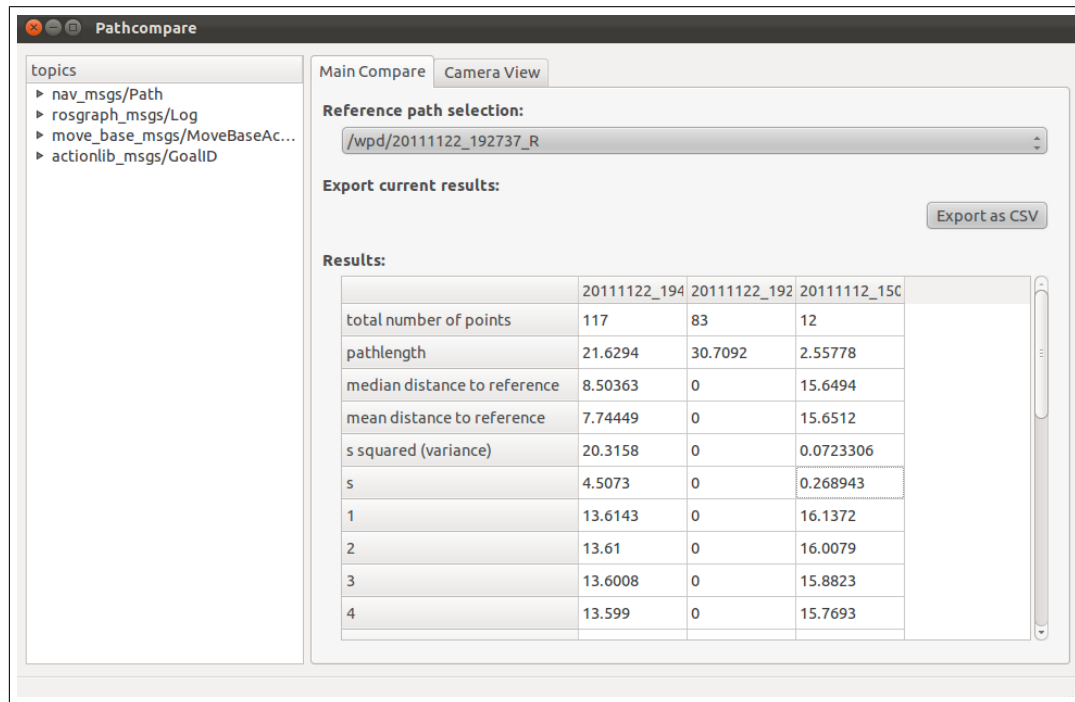 Pathcompare
topics
nav_msgs/Path
rosgraph_msgs/Log
move_base_msgs/MoveBaseAc...
actionlib_msgs/GoalID
Main Compare Camera View
Reference path selection:
/wpd/20111122_192737_R
Export current results:
Export as CSV
Results:
20111122_194 20111122_192 20111112_150
total number of points 117 83 12
pathlength 21.6294 30.7092 2.55778
median distance to reference 8.50363 0 15.6494
mean distance to reference 7.74449 0 15.6512
s squared (variance) 20.3158 0 0.0723306
s 4.5073 0 0.268943
1 13.6143 0 16.1372
2 13.61 0 16.0079
3 13.6008 0 15.8823
4 13.599 0 15.7693